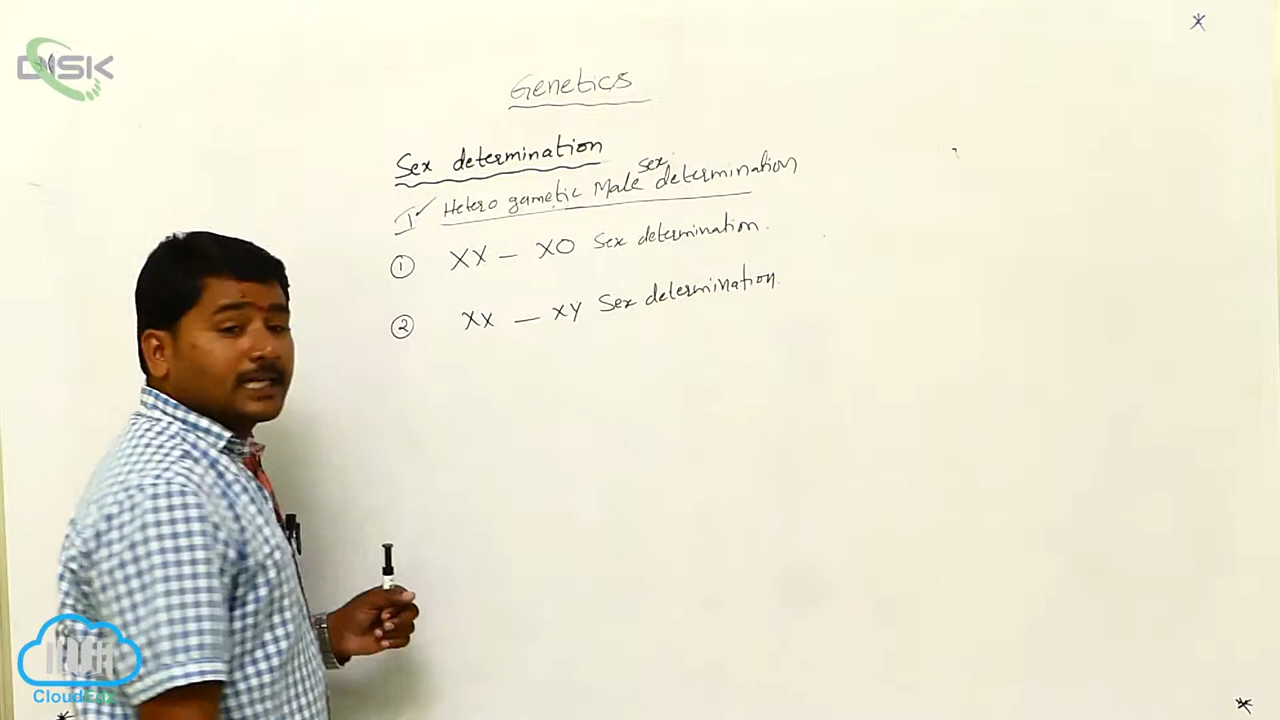 DISK
Genetics
Sex determination
I ✓ Hetero gametic Male sex determination
① XX – XO Sex determination.
② XX — XY Sex determination.